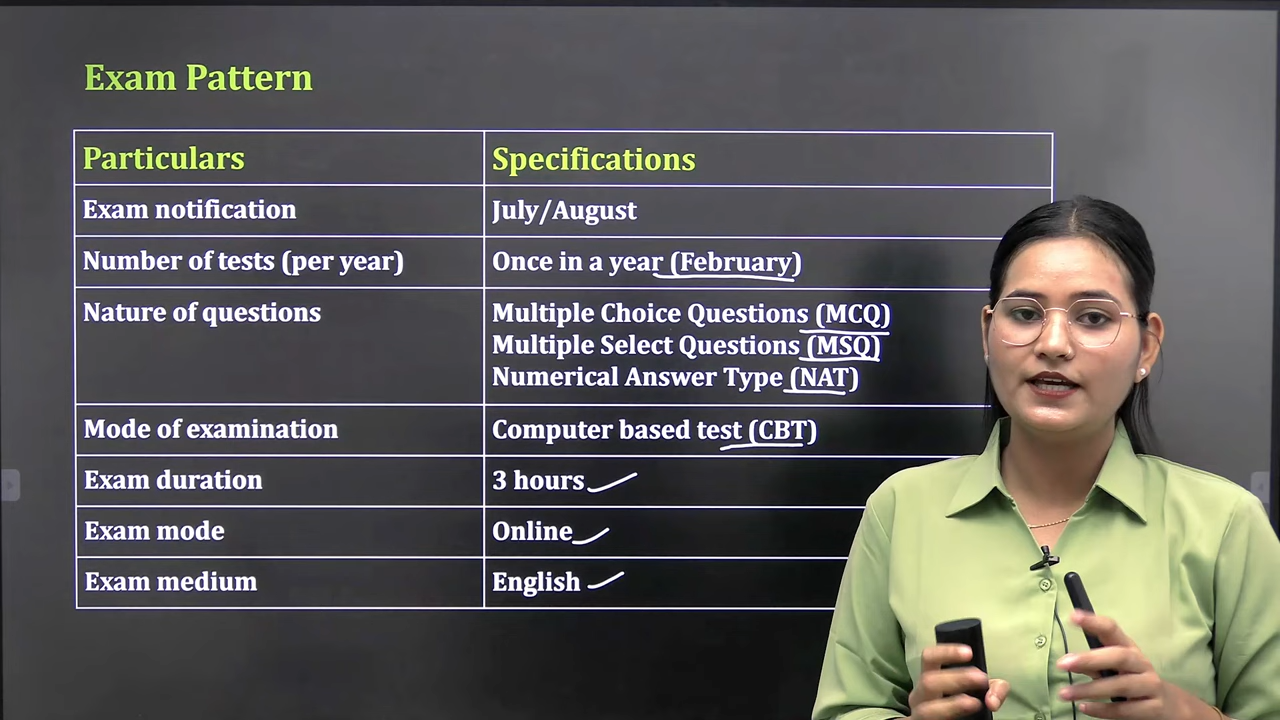 Exam Pattern
Particulars Specifications
Exam notification July/August
Number of tests (per year) Once in a year (February)
Nature of questions Multiple Choice Questions (MCQ)
Multiple Select Questions (MSQ)
Numerical Answer Type (NAT)
Mode of examination Computer based test (CBT)
Exam duration 3 hours
Exam mode Online
Exam medium English